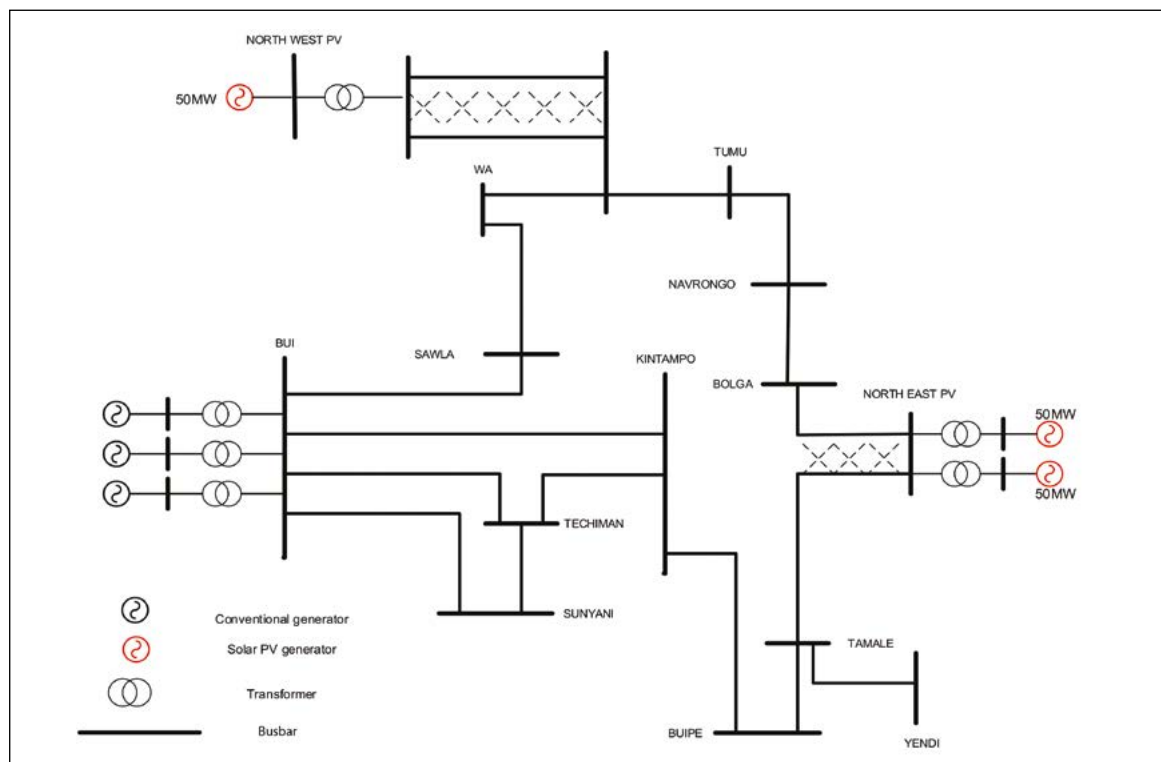 NORTH WEST PV
50MW
WA
TUMU
NAVRONGO
BUI
SAWLA
KINTAMPO
BOLGA
NORTH EAST PV
50MW
50MW
TECHIMAN
SUNYANI
TAMALE
BUIPE
YENDI
Conventional generator
Solar PV generator
Transformer
Busbar